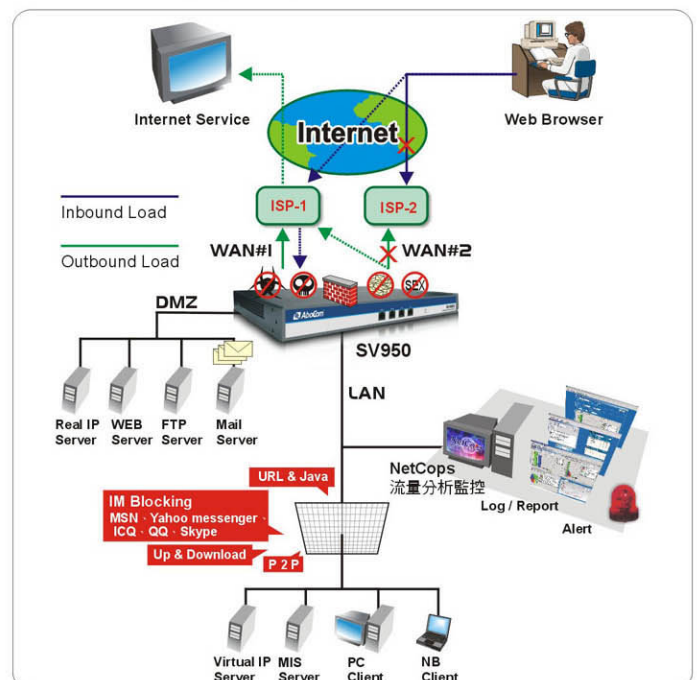 Internet Service
Web Browser
Internet
ISP-1
ISP-2
Inbound Load
Outbound Load
WAN#1
WAN#2
DMZ
SEX
AboCom
SV950
LAN
Real IP Server
WEB Server
FTP Server
Mail Server
NetCops
流量分析監控
Log / Report
Alert
URL & Java
IM Blocking
MSN · Yahoo messenger ·
ICQ · QQ · Skype
Up & Download
P 2 P
Virtual IP Server
MIS Server
PC Client
NB Client